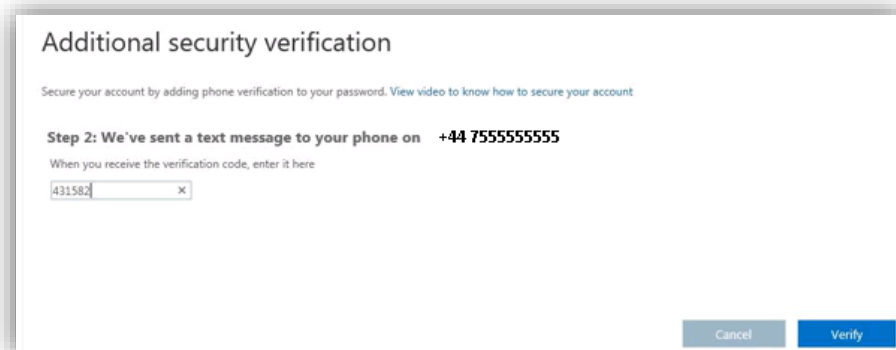 Additional security verification
Secure your account by adding phone verification to your password. View video to know how to secure your account
Step 2: We've sent a text message to your phone on +44 7555555555
When you receive the verification code, enter it here
431582 ×
Cancel Verify